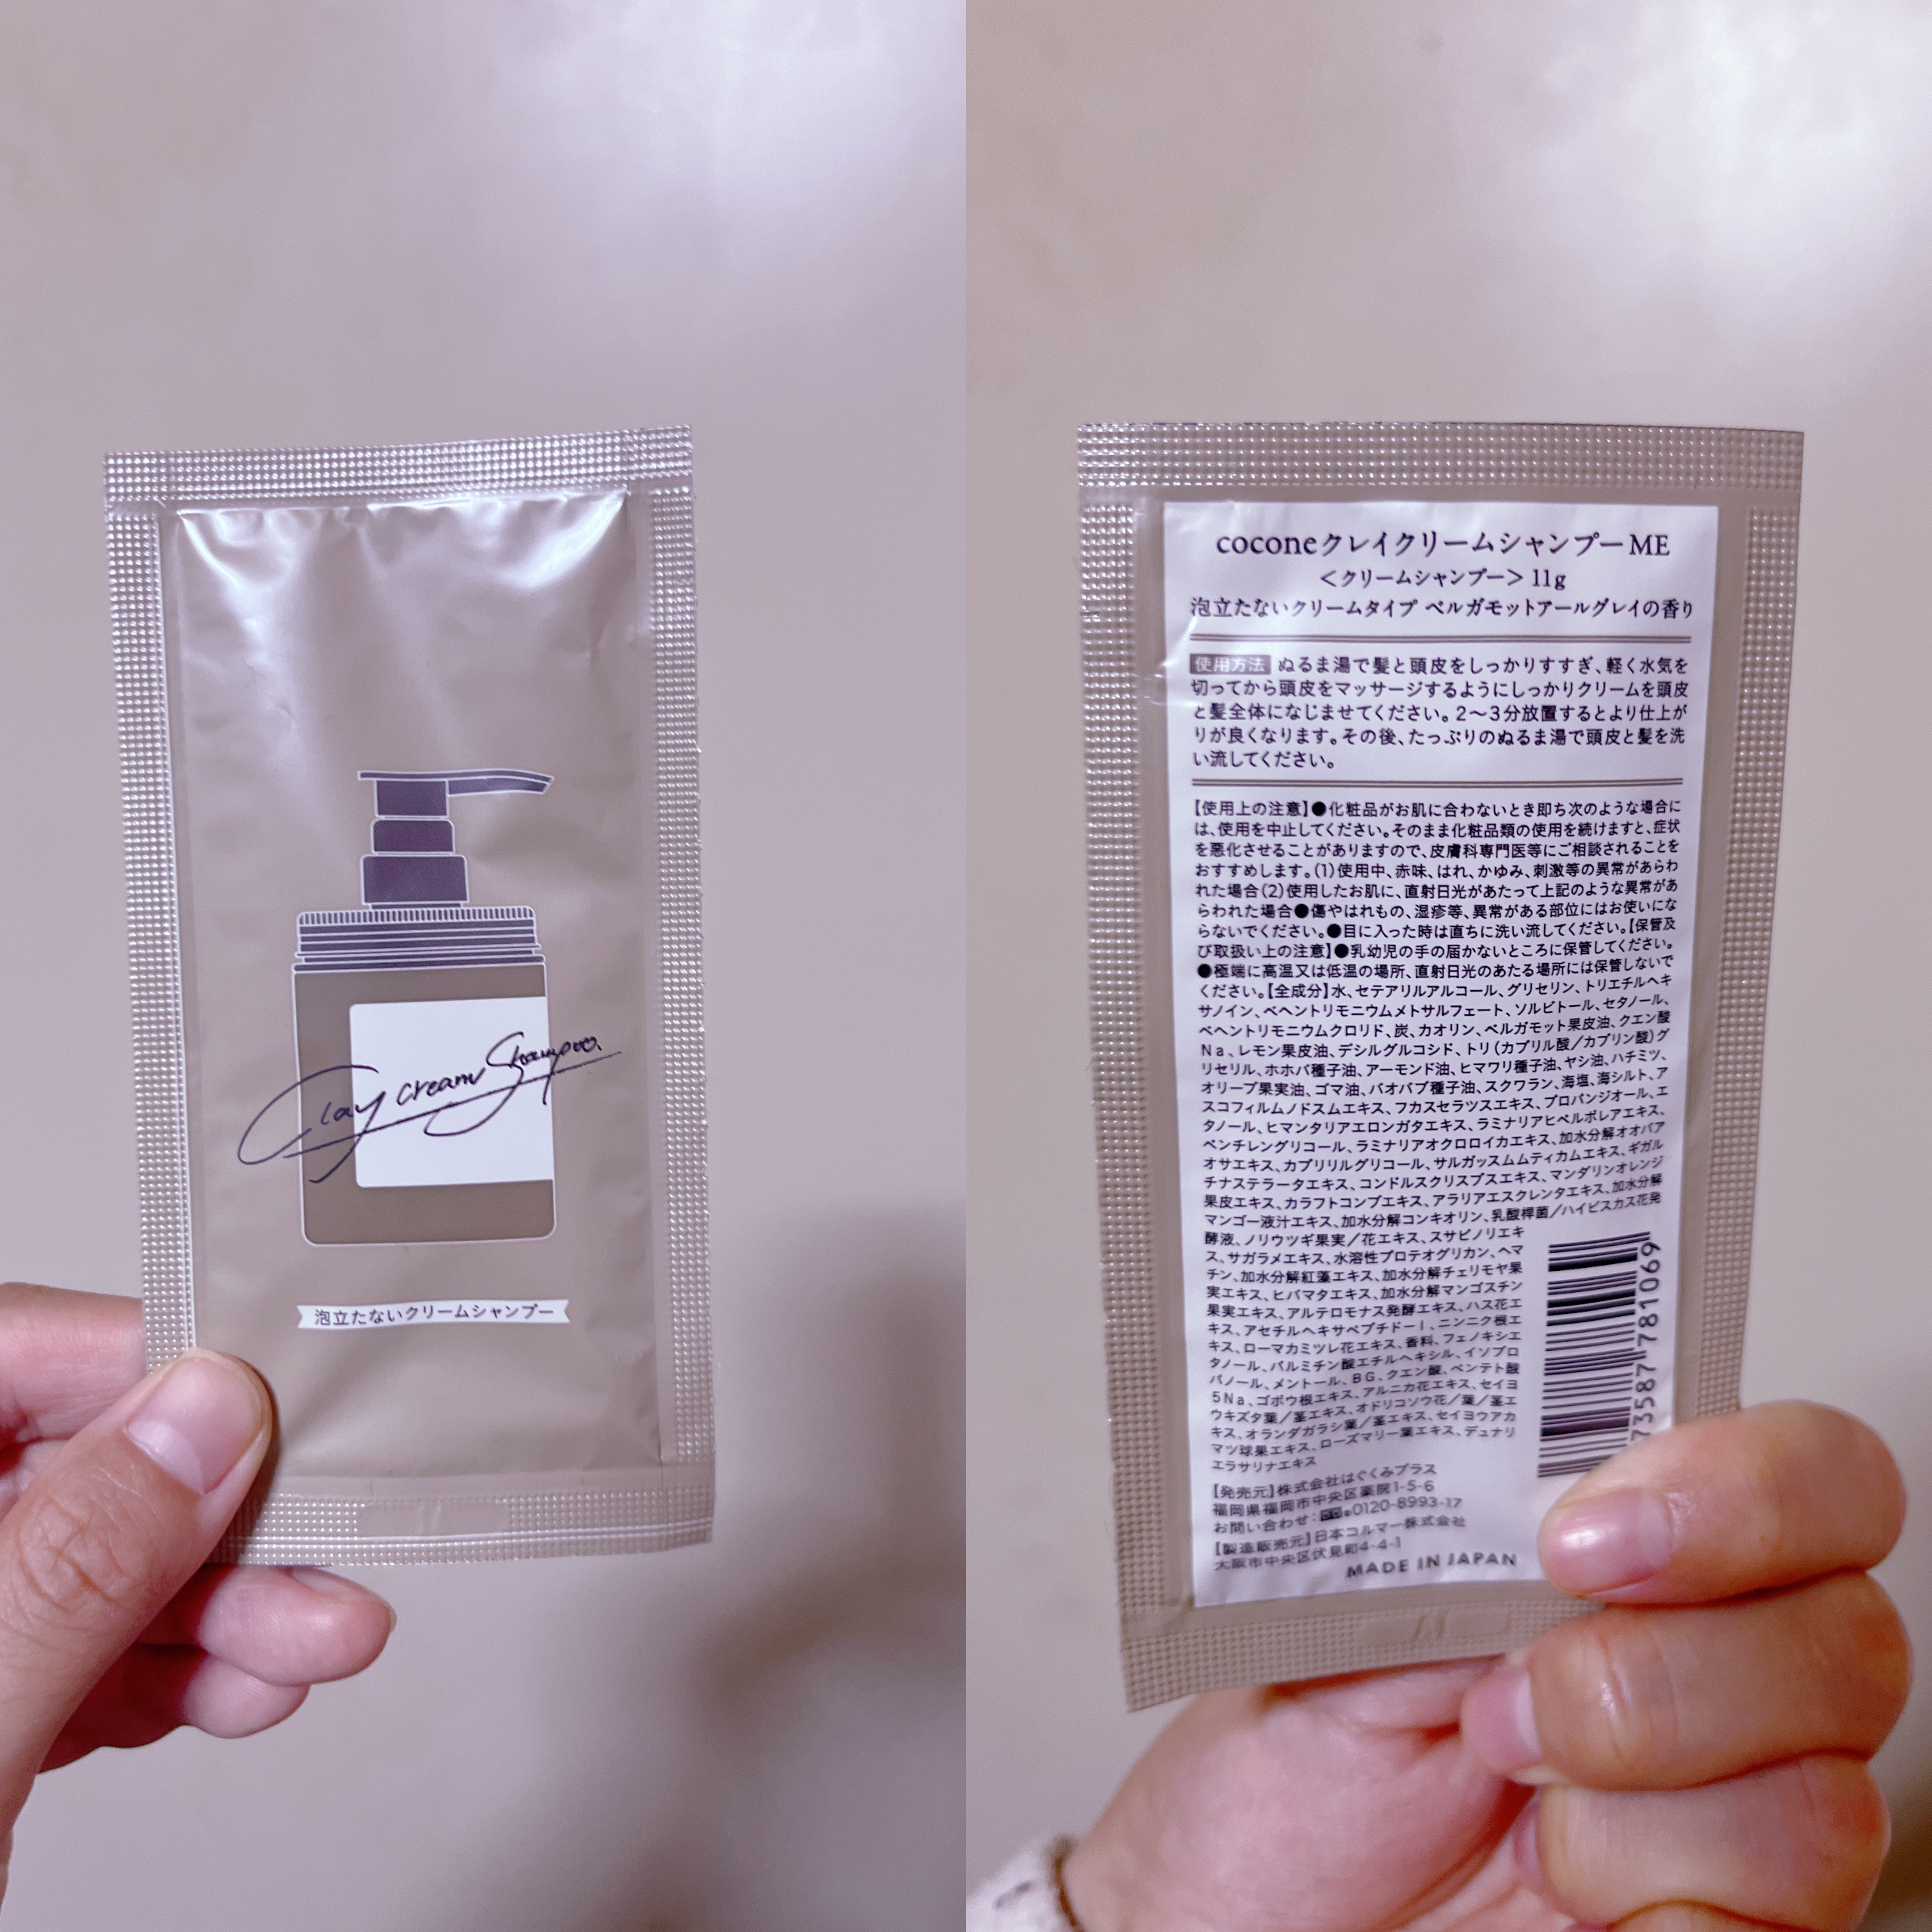 Clay cream Shampoo.
泡立たないクリームシャンプー
coconeクレイクリームシャンプーME
＜クリームシャンプー＞ 11g
泡立たないクリームタイプ ベルガモットアールグレイの香り
使用方法 ぬるま湯で髪と頭皮をしっかりすすぎ、軽く水気を
切ってから頭皮をマッサージするようにしっかりクリームを頭皮
と髪全体になじませてください。2～3分放置するとより仕上が
りが良くなります。その後、たっぷりのぬるま湯で頭皮と髪を洗
い流してください。
【使用上の注意】●化粧品がお肌に合わないとき即ち次のような場合に
は、使用を中止してください。そのまま化粧品類の使用を続けますと、症状
を悪化させることがありますので、皮膚科専門医等にご相談されることを
おすすめします。(1)使用中、赤味、はれ、かゆみ、刺激等の異常があらわ
れた場合(2)使用したお肌に、直射日光があたって上記のような異常があ
らわれた場合●傷やはれもの、湿疹等、異常がある部位にはお使いにな
らないでください。●目に入った時は直ちに洗い流してください。【保管及
び取扱い上の注意】●乳幼児の手の届かないところに保管してください。
●極端に高温又は低温の場所、直射日光のあたる場所には保管しないで
ください。【全成分】水、セテアリルアルコール、グリセリン、トリエチルヘキ
サノイン、ベヘントリモニウムメトサルフェート、ソルビトール、セタノール、
ベヘントリモニウムクロリド、炭、カオリン、ベルガモット果皮油、クエン酸
Na、レモン果皮油、デシルグルコシド、トリ(カプリル酸／カプリン酸)グ
リセリル、ホホバ種子油、アーモンド油、ヒマワリ種子油、ヤシ油、ハチミツ、
オリーブ果実油、ゴマ油、バオバブ種子油、スクワラン、海塩、海シルト、ア
スコフィルムノドスムエキス、フカスセラツスエキス、プロパンジオール、エ
タノール、ヒマンタリアエロンガタエキス、ラミナリアヒペルボレアエキス、
ペンチレングリコール、ラミナリアオクロロイカエキス、加水分解オオバア
オサエキス、カプリリルグリコール、サルガッスムムティカムエキス、ギガル
チナステラータエキス、コンドルスクリスプスエキス、マンダリンオレンジ
果皮エキス、カラフトコンブエキス、アラリアエスクレンタエキス、加水分解
マンゴー液汁エキス、加水分解コンキオリン、乳酸桿菌／ハイビスカス花発
酵液、ノリウツギ果実／花エキス、スサビノリエキ
ス、サガラメエキス、水溶性プロテオグリカン、ヘマ
チン、加水分解紅藻エキス、加水分解チェリモヤ果
実エキス、ヒバマタエキス、加水分解マンゴスチン
果実エキス、アルテロモナス発酵エキス、ハス花エ
キス、アセチルヘキサペプチド－1、ニンニク根エ
キス、ローマカミツレ花エキス、香料、フェノキシエ
タノール、パルミチン酸エチルヘキシル、イソプロ
パノール、メントール、BG、クエン酸、ペンテト酸
5Na、ゴボウ根エキス、アルニカ花エキス、セイヨ
ウキズタ葉／茎エキス、オドリコソウ花／葉／茎エ
キス、オランダガラシ葉／茎エキス、セイヨウアカ
マツ球果エキス、ローズマリー葉エキス、デュナリ
エラサリナエキス
73587 781069
【発売元】株式会社はぐくみプラス
福岡県福岡市中央区薬院1-5-6
お問い合わせ：0120-8993-17
【製造販売元】日本コルマー株式会社
大阪市中央区伏見町4-4-1
MADE IN JAPAN